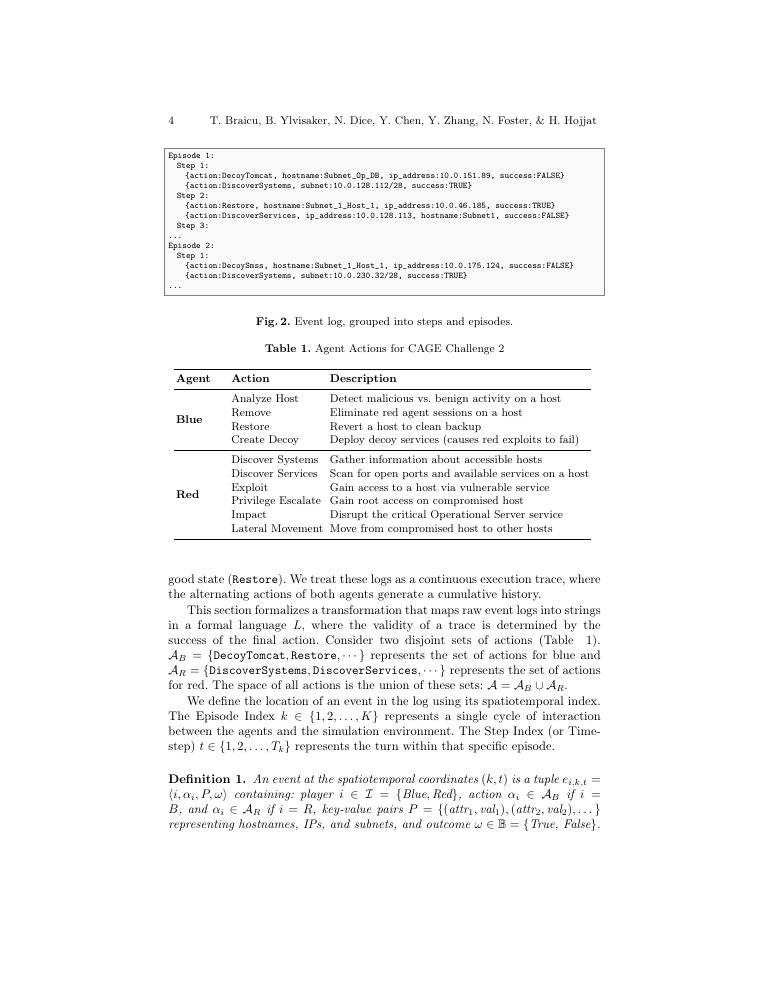 4 T. Braicu, B. Ylvisaker, N. Dice, Y. Chen, Y. Zhang, N. Foster, & H. Hojjat
Episode 1:
Step 1:
{action:DecoyTomcat, hostname:Subnet_Op_DB, ip_address:10.0.151.89, success:FALSE}
{action:DiscoverSystems, subnet:10.0.128.112/28, success:TRUE}
Step 2:
{action:Restore, hostname:Subnet_1_Host_1, ip_address:10.0.46.185, success:TRUE}
{action:DiscoverServices, ip_address:10.0.128.113, hostname:Subnet1, success:FALSE}
Step 3:
...
Episode 2:
Step 1:
{action:DecoySmss, hostname:Subnet_1_Host_1, ip_address:10.0.175.124, success:FALSE}
{action:DiscoverSystems, subnet:10.0.230.32/28, success:TRUE}
...
Fig. 2. Event log, grouped into steps and episodes.
Table 1. Agent Actions for CAGE Challenge 2
Agent Action Description
Blue
Analyze Host Detect malicious vs. benign activity on a host
Remove Eliminate red agent sessions on a host
Restore Revert a host to clean backup
Create Decoy Deploy decoy services (causes red exploits to fail)
Red
Discover Systems Gather information about accessible hosts
Discover Services Scan for open ports and available services on a host
Exploit Gain access to a host via vulnerable service
Privilege Escalate Gain root access on compromised host
Impact Disrupt the critical Operational Server service
Lateral Movement Move from compromised host to other hosts
good state (Restore). We treat these logs as a continuous execution trace, where
the alternating actions of both agents generate a cumulative history.
This section formalizes a transformation that maps raw event logs into strings
in a formal language L, where the validity of a trace is determined by the
success of the final action. Consider two disjoint sets of actions (Table 1).
𝒜_B = {DecoyTomcat, Restore, ⋯} represents the set of actions for blue and
𝒜_R = {DiscoverSystems, DiscoverServices, ⋯} represents the set of actions
for red. The space of all actions is the union of these sets: 𝒜 = 𝒜_B ∪ 𝒜_R.
We define the location of an event in the log using its spatiotemporal index.
The Episode Index k ∈ {1, 2, . . . , K} represents a single cycle of interaction
between the agents and the simulation environment. The Step Index (or Time-
step) t ∈ {1, 2, . . . , T_k} represents the turn within that specific episode.
Definition 1. An event at the spatiotemporal coordinates (k, t) is a tuple e_{i,k,t} =
⟨i, α_i, P, ω⟩ containing: player i ∈ ℐ = {Blue, Red}, action α_i ∈ 𝒜_B if i =
B, and α_i ∈ 𝒜_R if i = R, key-value pairs P = {(attr_1, val_1), (attr_2, val_2), . . . }
representing hostnames, IPs, and subnets, and outcome ω ∈ 𝔹 = {True, False}.